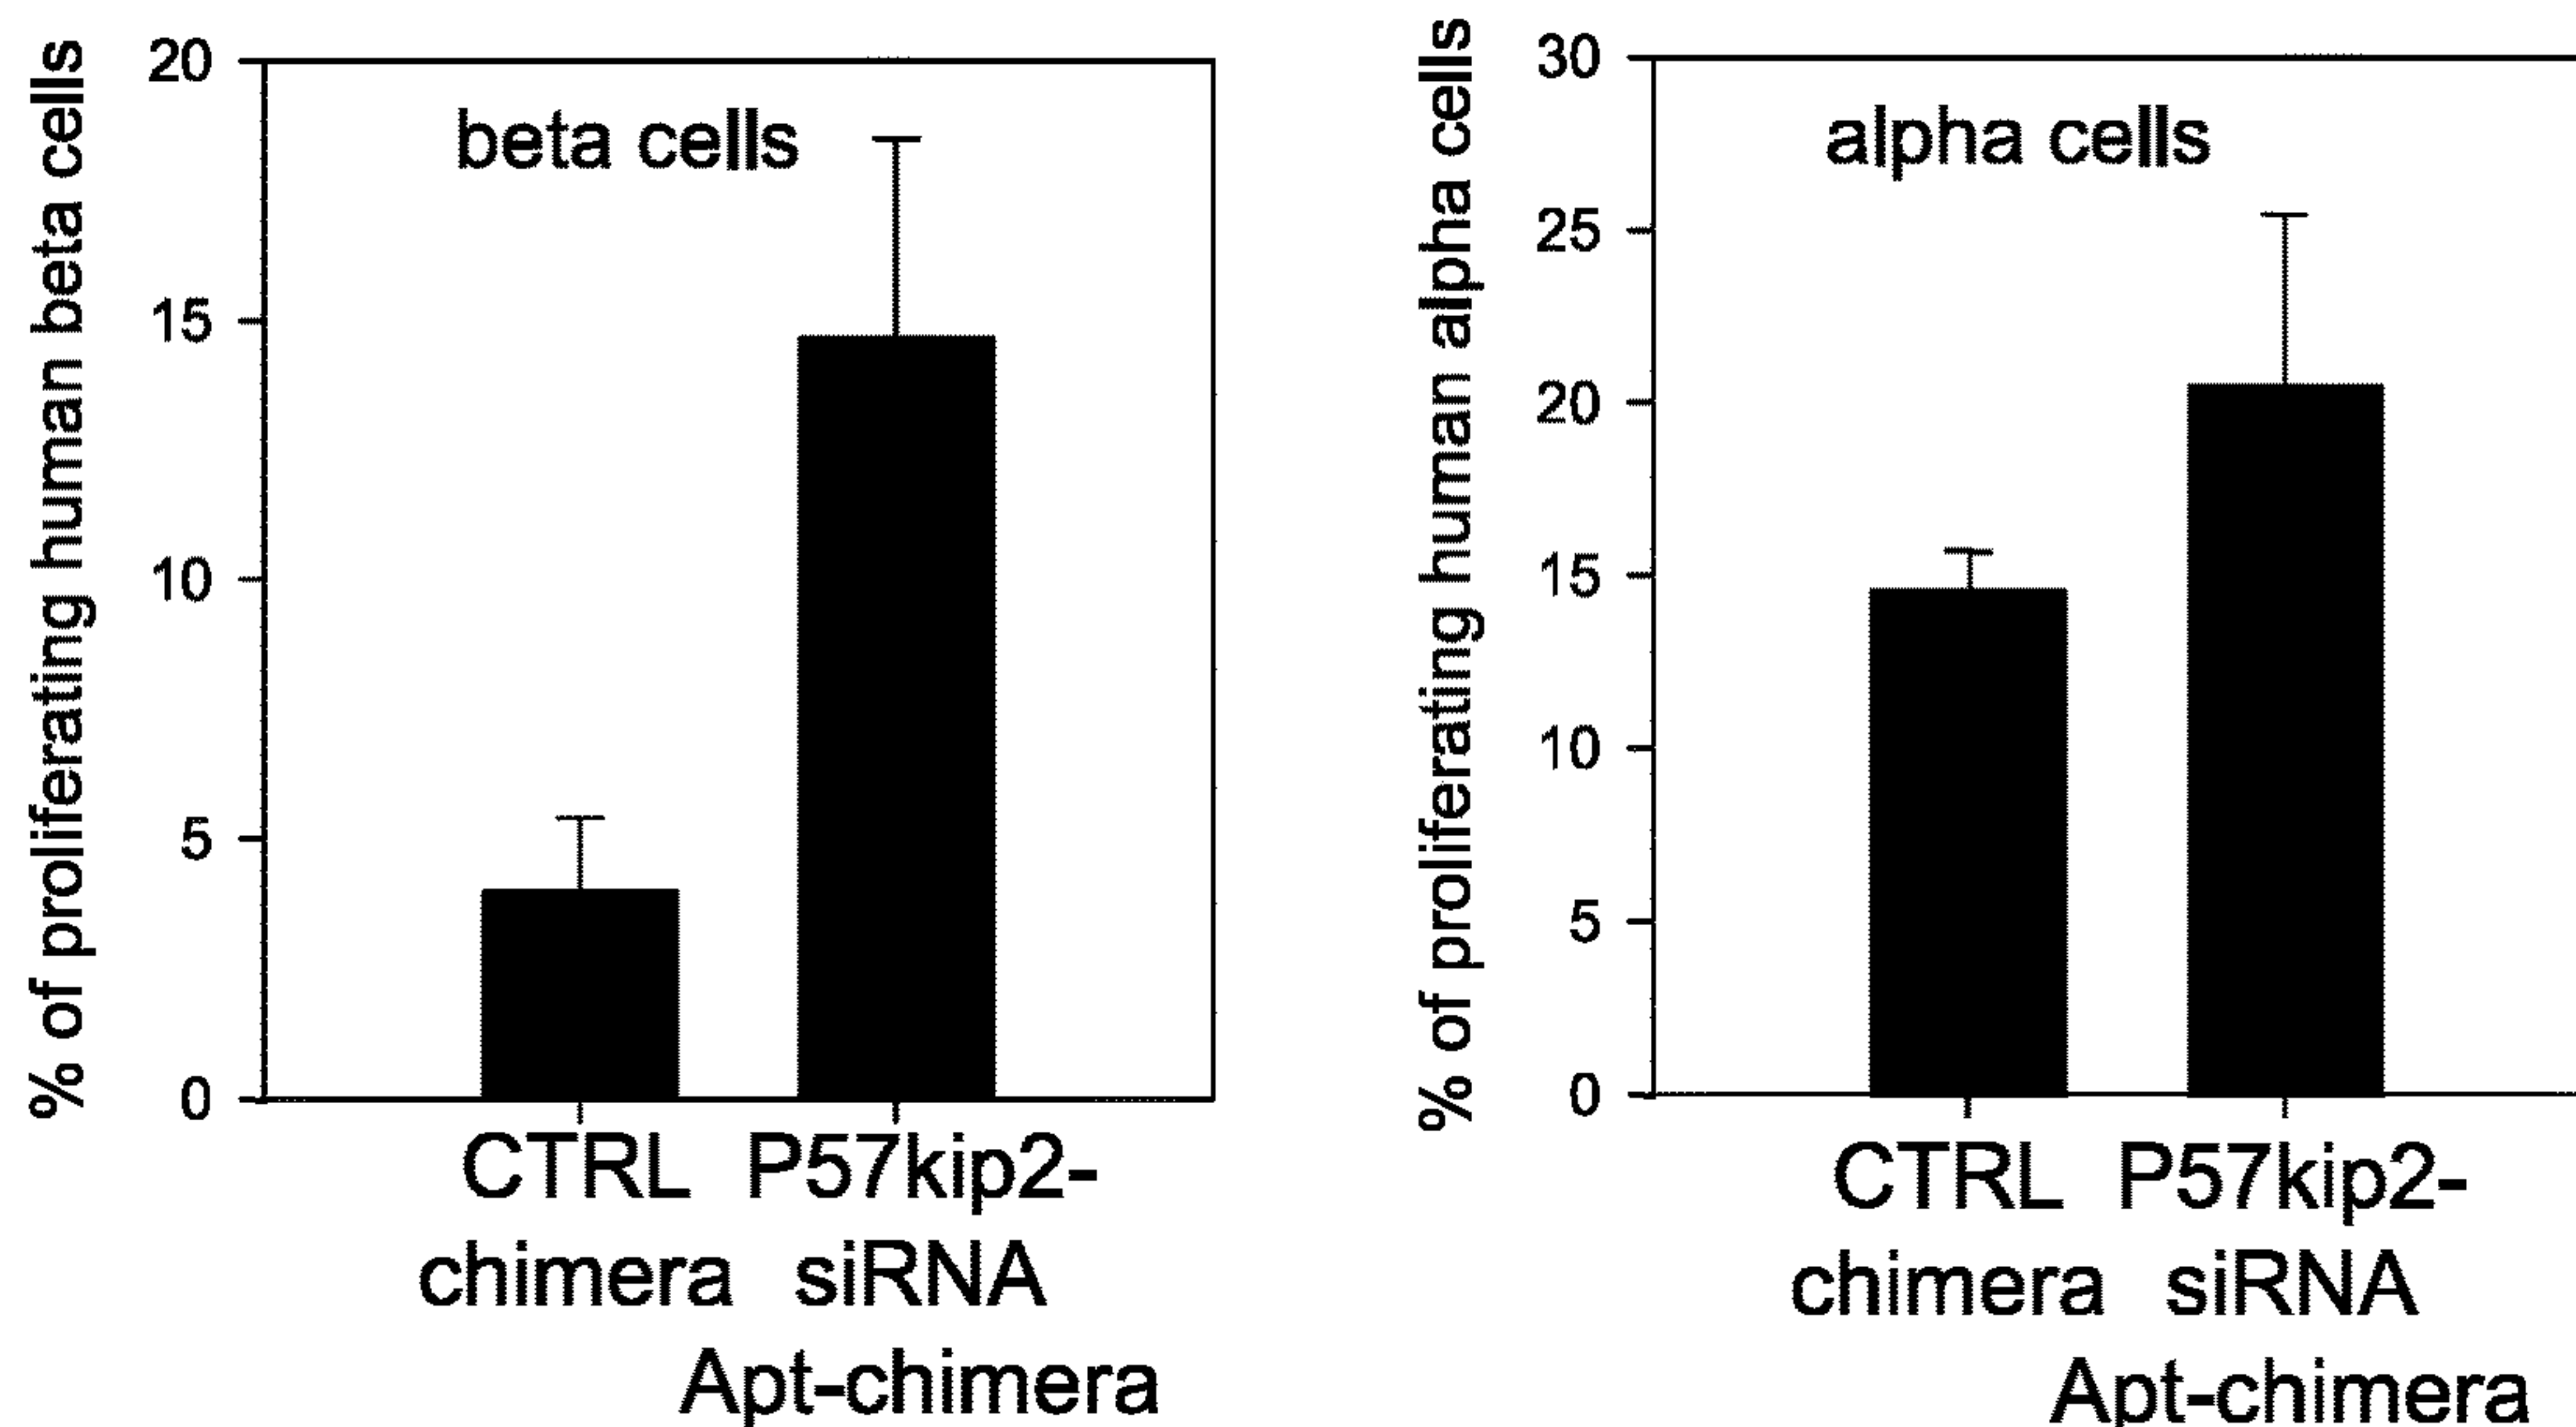 % of proliferating human beta cells
20
15
10
5
0
beta cells
CTRL P57kip2-
chimera siRNA
Apt-chimera
% of proliferating human alpha cells
30
25
20
15
10
5
0
alpha cells
CTRL P57kip2-
chimera siRNA
Apt-chimera